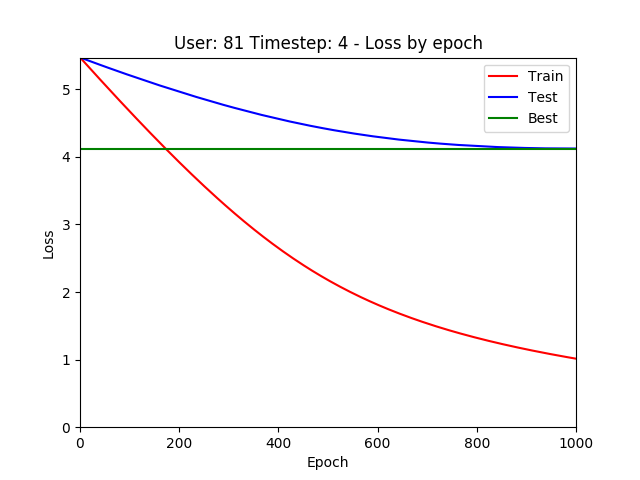 User: 81 Timestep: 4 - Loss by epoch
Train
Test
Best
Loss
5
4
3
2
1
0
0 200 400 600 800 1000
Epoch